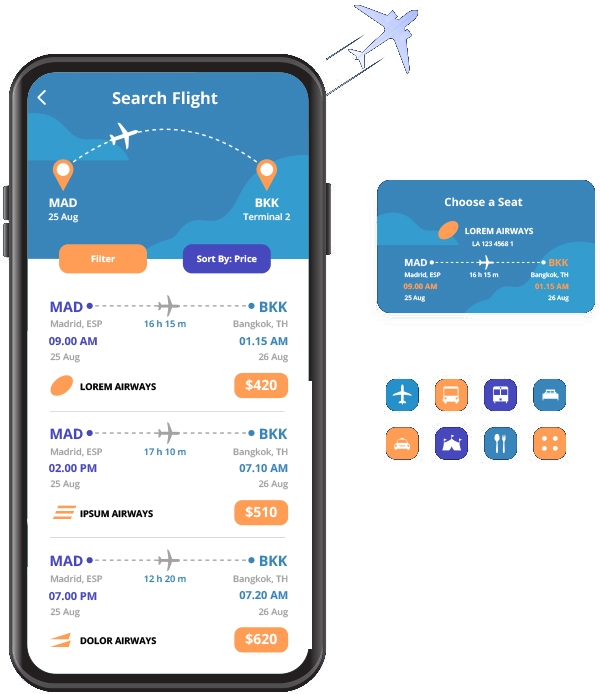 Search Flight
MAD BKK
25 Aug Terminal 2
Filter Sort By: Price
MAD BKK
Madrid, ESP 16 h 15 m Bangkok, TH
09.00 AM 01.15 AM
25 Aug 26 Aug
LOREM AIRWAYS $420
MAD BKK
Madrid, ESP 17 h 10 m Bangkok, TH
02.00 PM 07.10 AM
25 Aug 26 Aug
IPSUM AIRWAYS $510
MAD BKK
Madrid, ESP 12 h 20 m Bangkok, TH
07.00 PM 07.20 AM
25 Aug 26 Aug
DOLOR AIRWAYS $620
Choose a Seat
LOREM AIRWAYS
LA 123 4568 1
MAD BKK
Madrid, ESP 16 h 15 m Bangkok, TH
09.00 AM 01.15 AM
25 Aug 26 Aug